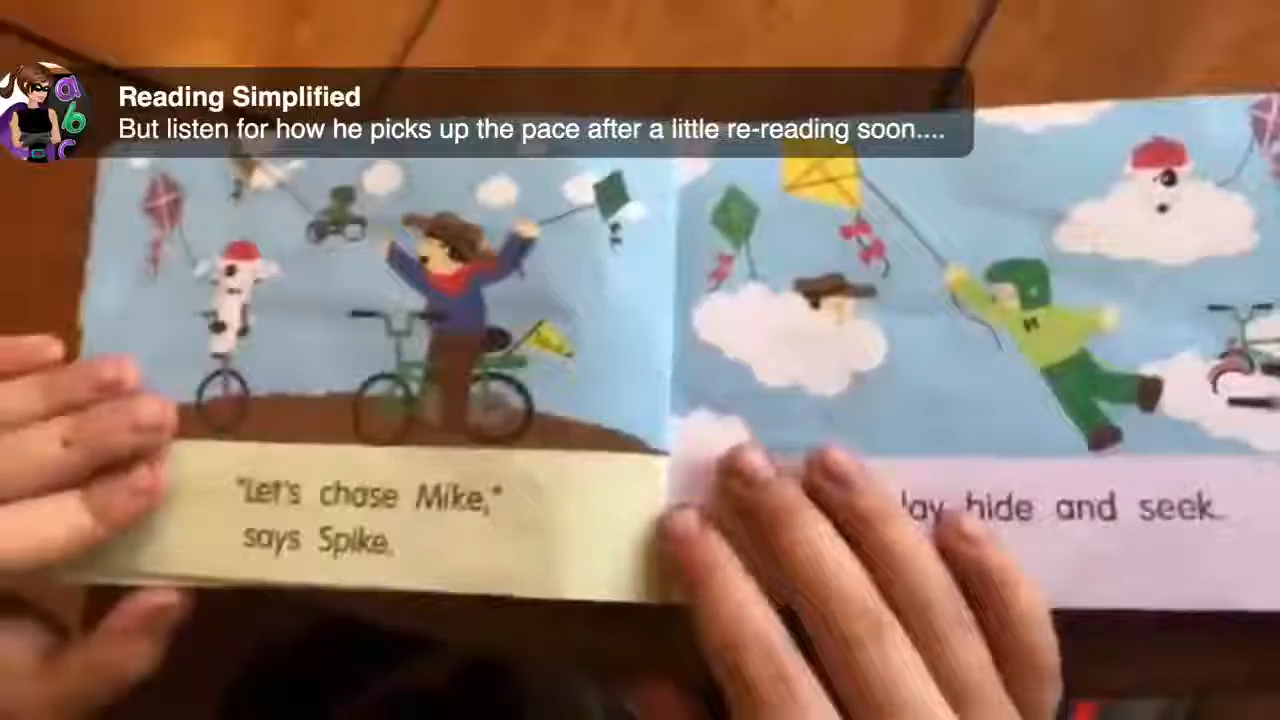 Reading Simplified
But listen for how he picks up the pace after a little re-reading soon....
"Let's chase Mike,"
says Spike.
hide and seek.